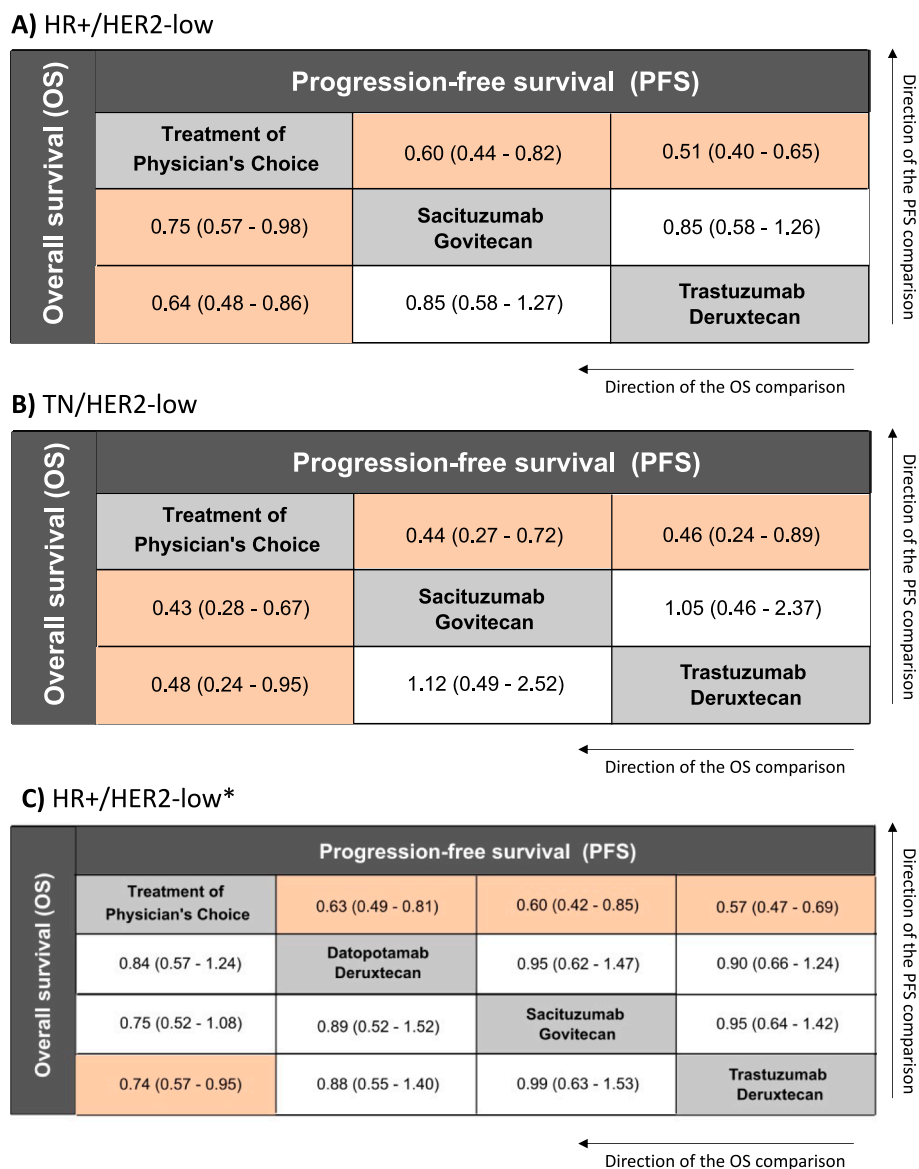 A) HR+/HER2-low
Overall survival (OS)
Progression-free survival (PFS)
Direction of the PFS comparison
Treatment of
Physician's Choice
0.60 (0.44 - 0.82)
0.51 (0.40 - 0.65)
0.75 (0.57 - 0.98)
Sacituzumab
Govitecan
0.85 (0.58 - 1.26)
0.64 (0.48 - 0.86)
0.85 (0.58 - 1.27)
Trastuzumab
Deruxtecan
Direction of the OS comparison
B) TN/HER2-low
Overall survival (OS)
Progression-free survival (PFS)
Direction of the PFS comparison
Treatment of
Physician's Choice
0.44 (0.27 - 0.72)
0.46 (0.24 - 0.89)
0.43 (0.28 - 0.67)
Sacituzumab
Govitecan
1.05 (0.46 - 2.37)
0.48 (0.24 - 0.95)
1.12 (0.49 - 2.52)
Trastuzumab
Deruxtecan
Direction of the OS comparison
C) HR+/HER2-low*
Overall survival (OS)
Progression-free survival (PFS)
Direction of the PFS comparison
Treatment of
Physician's Choice
0.63 (0.49 - 0.81)
0.60 (0.42 - 0.85)
0.57 (0.47 - 0.69)
0.84 (0.57 - 1.24)
Datopotamab
Deruxtecan
0.95 (0.62 - 1.47)
0.90 (0.66 - 1.24)
0.75 (0.52 - 1.08)
0.89 (0.52 - 1.52)
Sacituzumab
Govitecan
0.95 (0.64 - 1.42)
0.74 (0.57 - 0.95)
0.88 (0.55 - 1.40)
0.99 (0.63 - 1.53)
Trastuzumab
Deruxtecan
Direction of the OS comparison